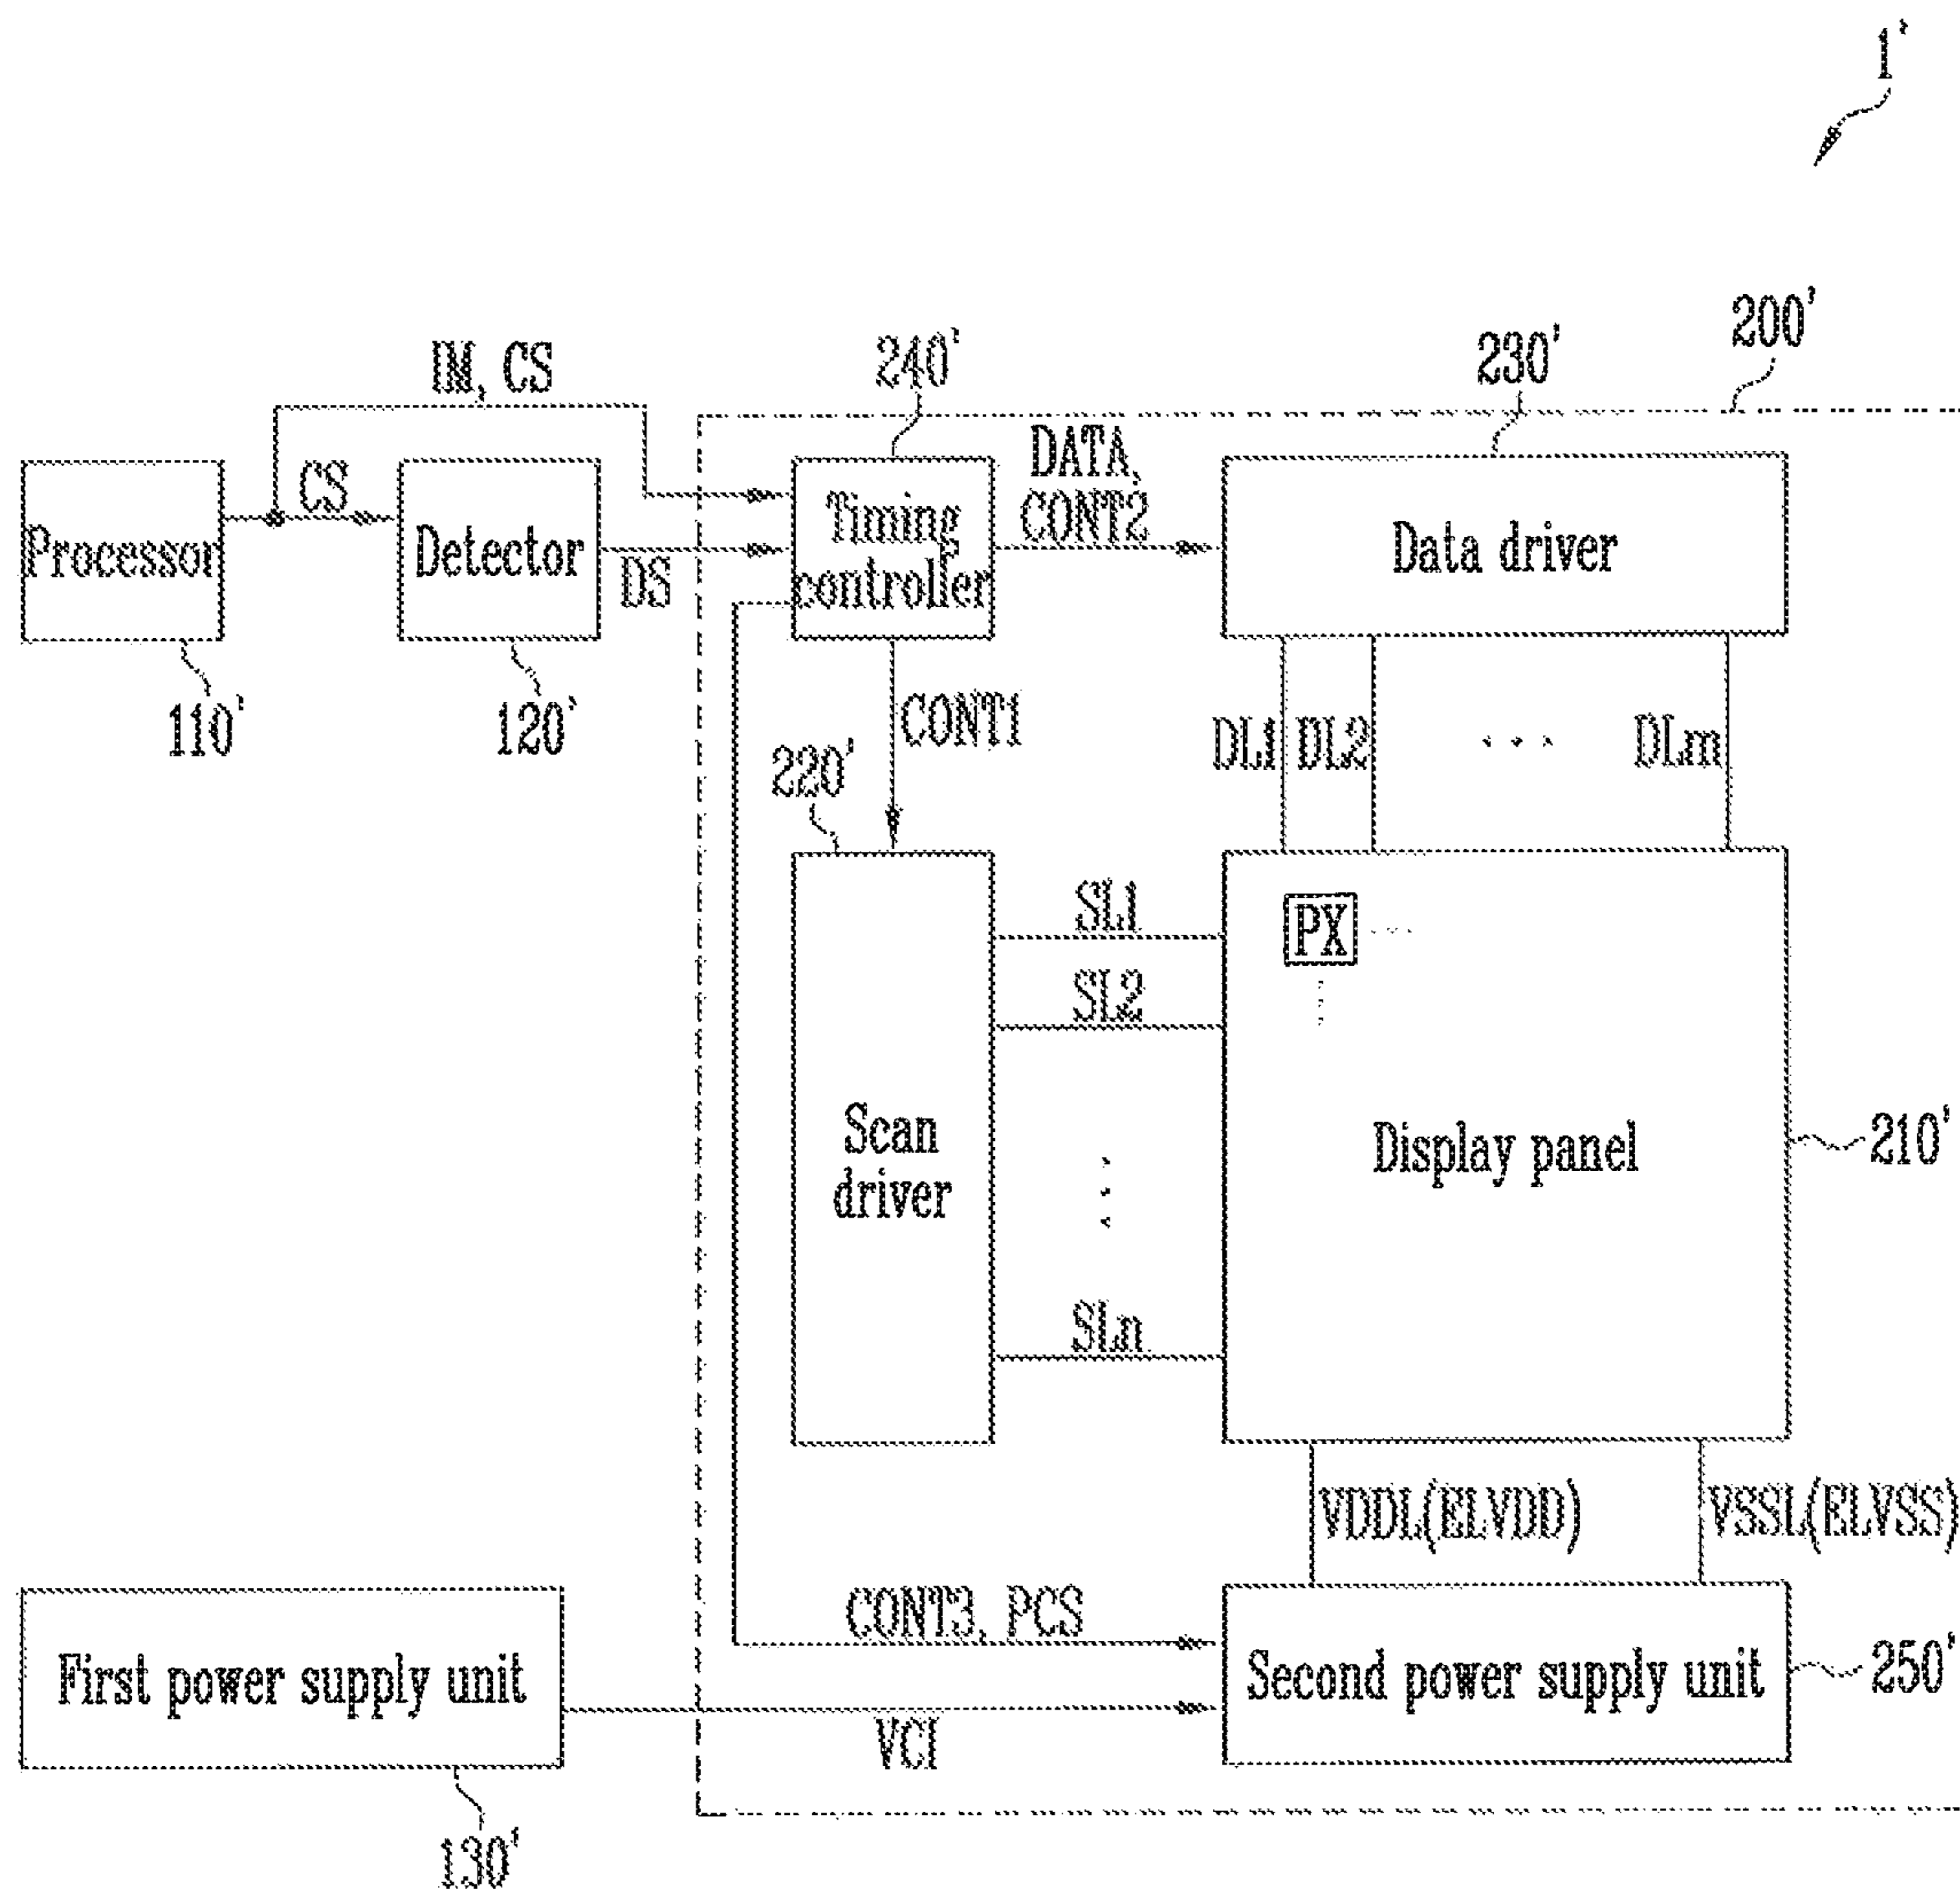 1'
200'
IM, CS
240'
230'
DATA,
CONT2
CS
Processor
Detector
DS
Timing
controller
Data driver
110'
120'
CONT1
220'
DL1
DL2
DLm
PX
SL1
SL2
SLn
Scan
driver
Display panel
210'
VDDL(ELVDD)
VSSL(ELVSS)
CONT3, PCS
First power supply unit
Second power supply unit
250'
VCI
130'